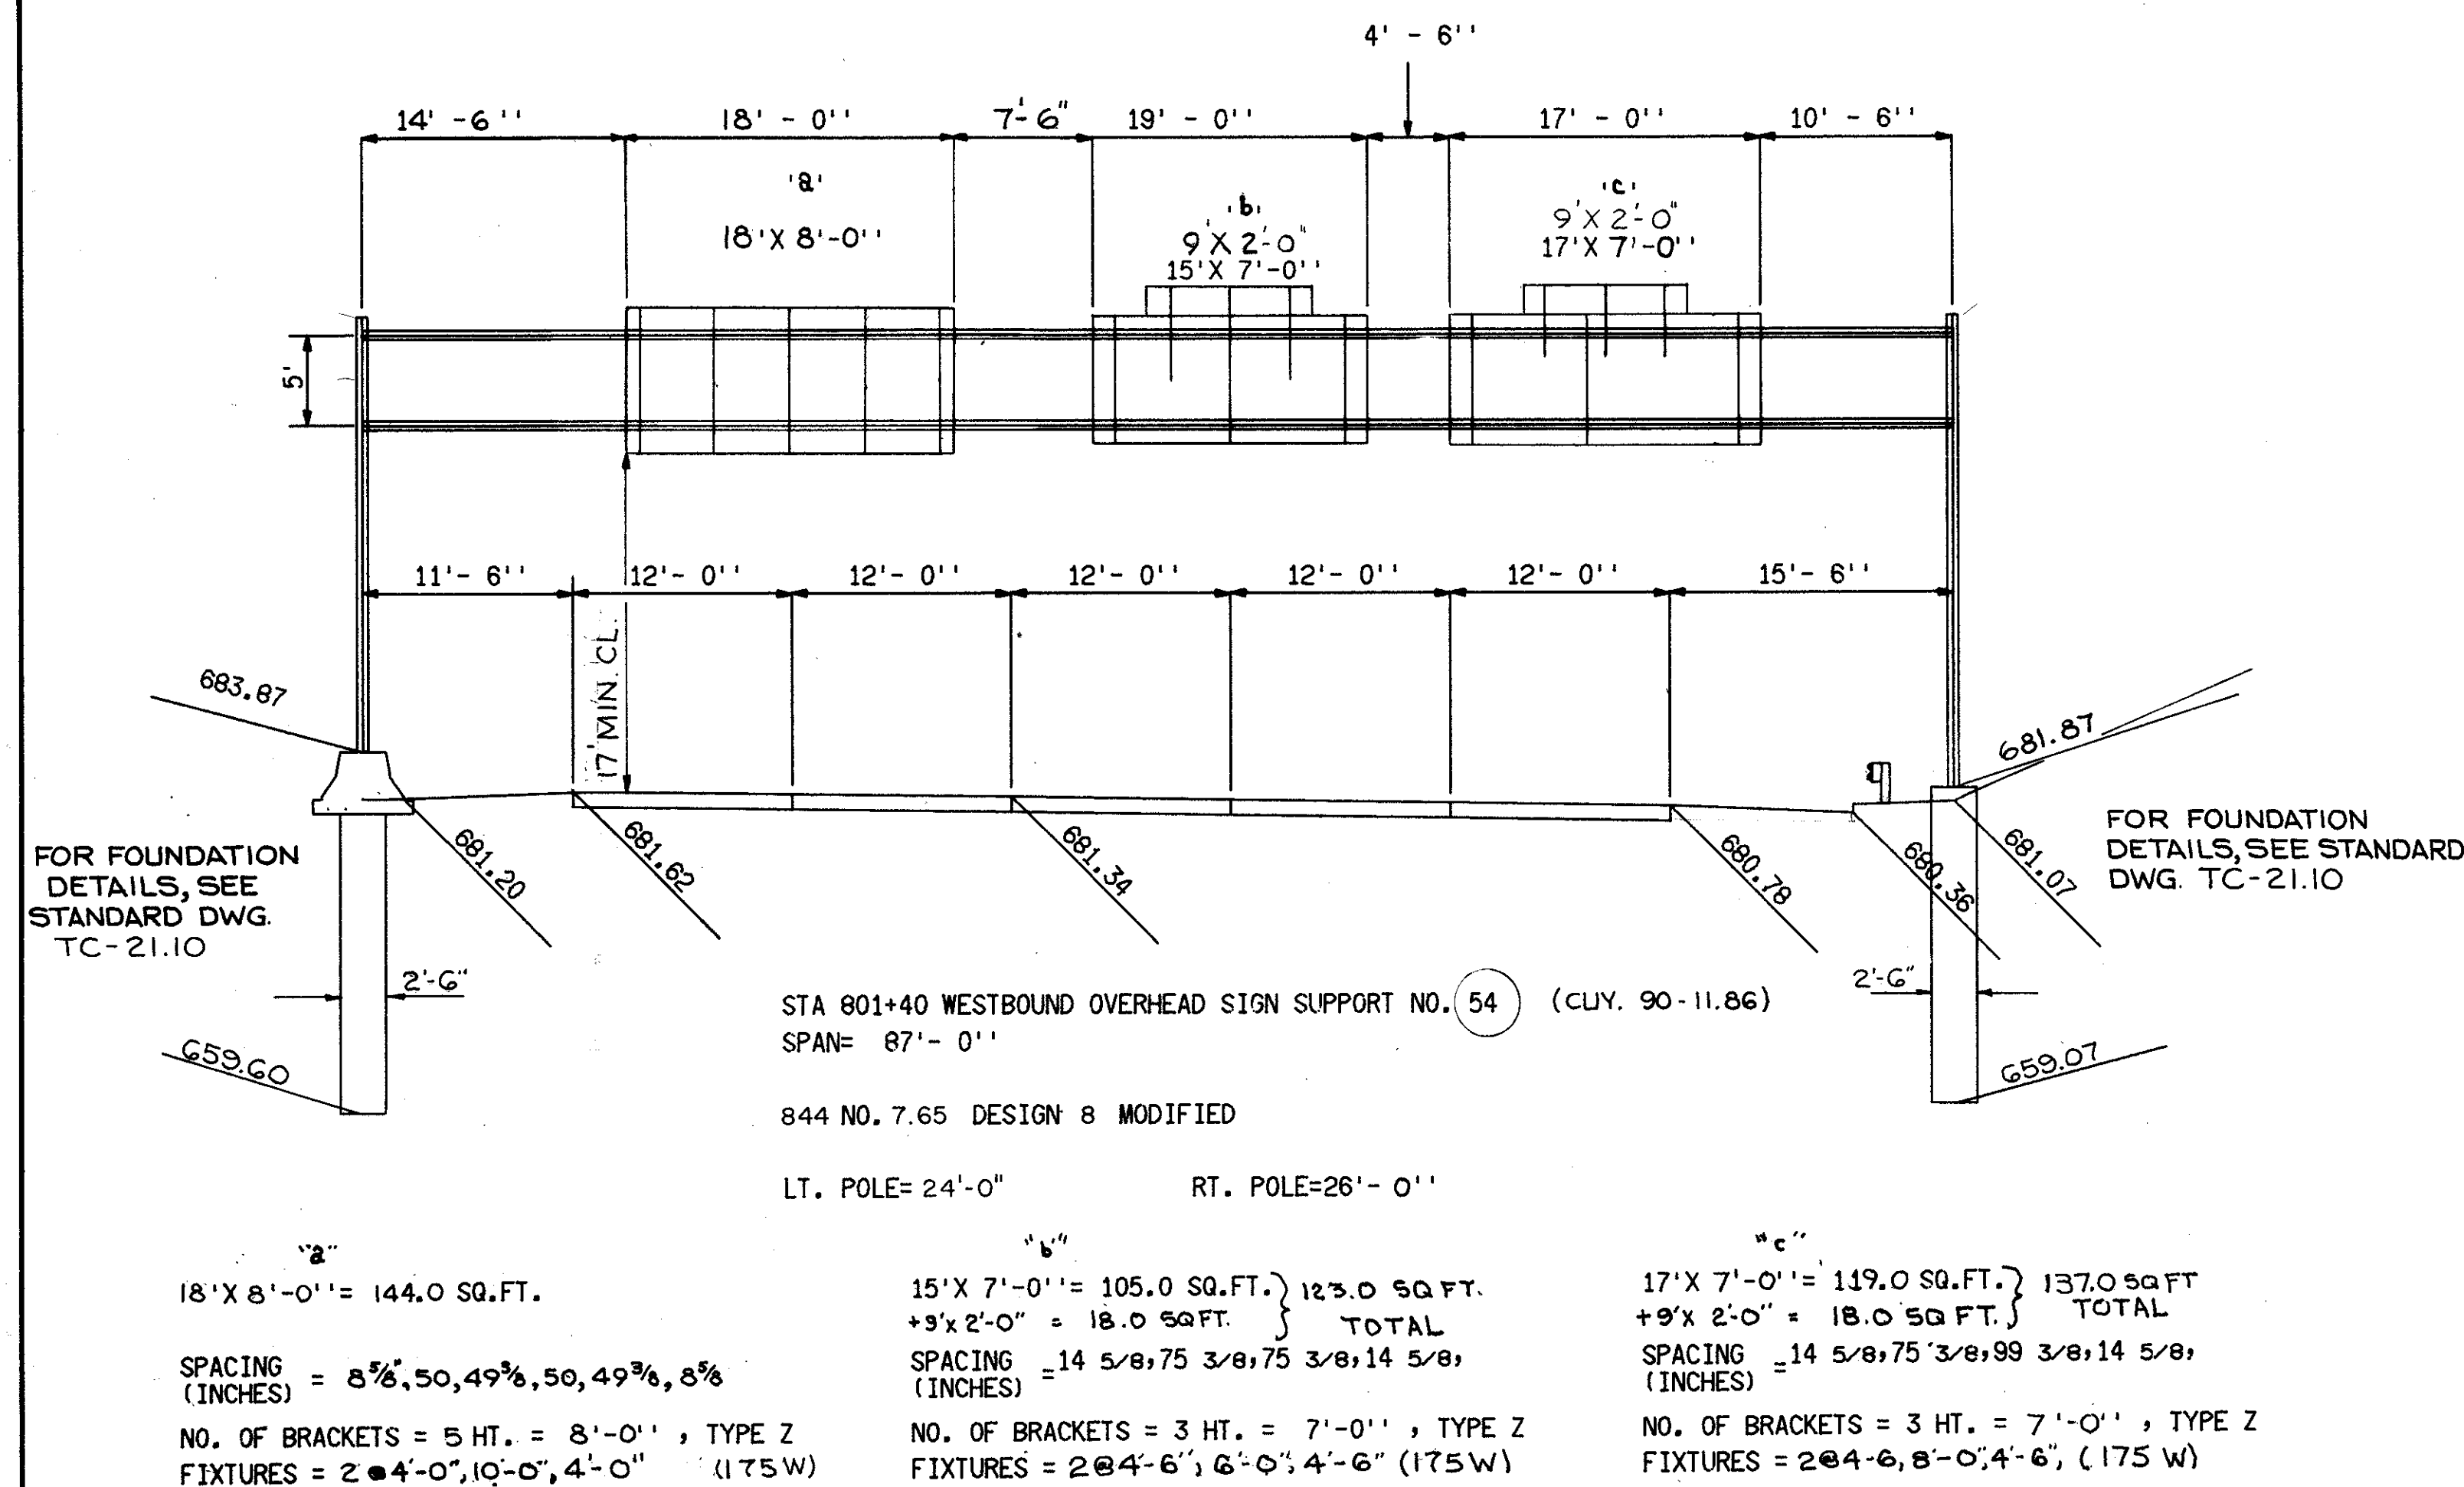 4' - 6''
14' - 6'' 18' - 0'' 7'- 6" 19' - 0'' 17' - 0'' 10' - 6''
'a'
18'X 8'-0''
'b'
9'X 2'-0"
15'X 7'-0''
'c'
9'X 2'-0"
17'X 7'-0''
5'
11'- 6'' 12'- 0'' 12'- 0'' 12'- 0'' 12'- 0'' 12'- 0'' 15'- 6''
17' MIN. CL.
683.87
681.87
681.20
681.62
681.34
680.78
680.36
681.07
FOR FOUNDATION
DETAILS, SEE
STANDARD DWG.
TC-21.10
FOR FOUNDATION
DETAILS, SEE STANDARD
DWG. TC-21.10
2'-6"
2'-6"
659.60
659.07
STA 801+40 WESTBOUND OVERHEAD SIGN SUPPORT NO. 54 (CUY. 90-11.86)
SPAN= 87'- 0''
844 NO. 7.65 DESIGN 8 MODIFIED
LT. POLE= 24'-0" RT. POLE=26'- 0''
"a"
18'X 8'-0''= 144.0 SQ.FT.
SPACING
(INCHES) = 8 5/8", 50, 49 3/8, 50, 49 3/8, 8 5/8
NO. OF BRACKETS = 5 HT. = 8'-0'' , TYPE Z
FIXTURES = 2 @ 4'-0", 10'-0", 4'-0" (175W)
"b"
15'X 7'-0''= 105.0 SQ.FT. } 123.0 SQ FT.
+9'x 2'-0" = 18.0 SQ FT. } TOTAL
SPACING
(INCHES) = 14 5/8, 75 3/8, 75 3/8, 14 5/8,
NO. OF BRACKETS = 3 HT. = 7'-0'' , TYPE Z
FIXTURES = 2@4'-6", 6'-0", 4'-6" (175W)
"c"
17'X 7'-0''= 119.0 SQ.FT. } 137.0 SQ FT
+9'x 2'-0" = 18.0 SQ FT. } TOTAL
SPACING
(INCHES) = 14 5/8, 75 3/8, 99 3/8, 14 5/8,
NO. OF BRACKETS = 3 HT. = 7'-0'' , TYPE Z
FIXTURES = 2@4-6, 8'-0", 4'-6", (175 W)